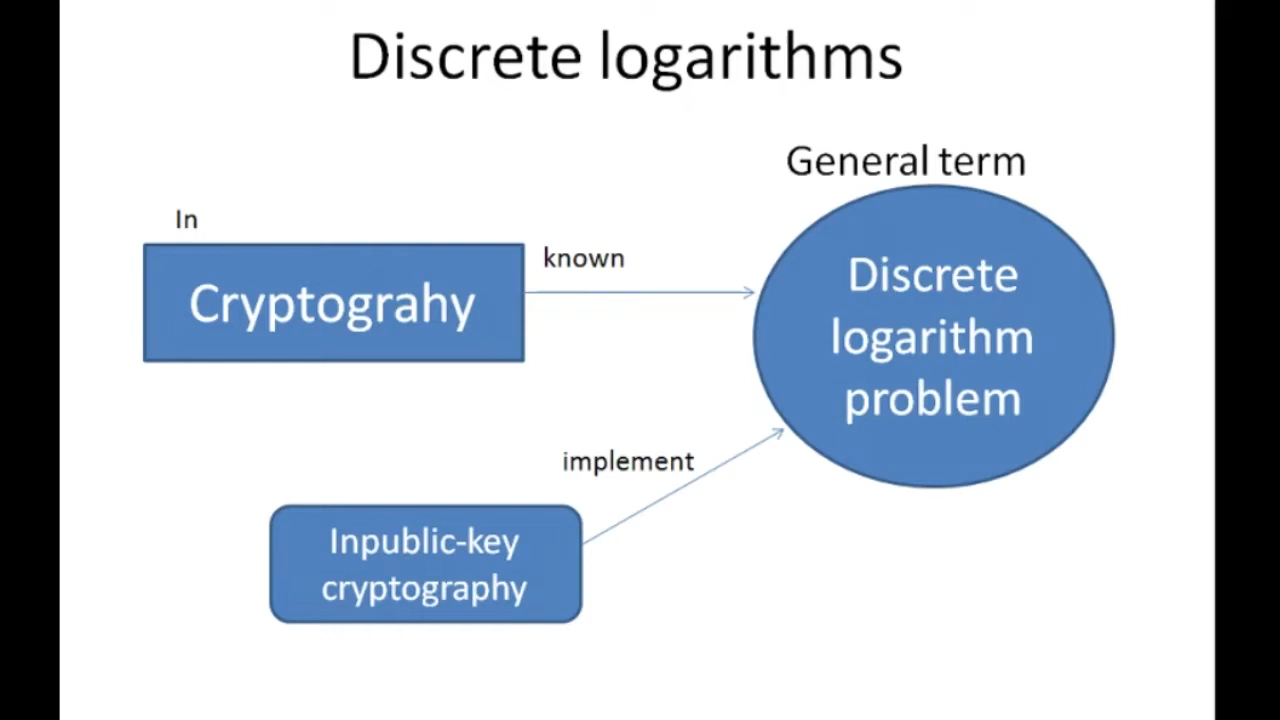 Discrete logarithms
General term
In
Cryptograhy
known
Discrete
logarithm
problem
implement
Inpublic-key
cryptography